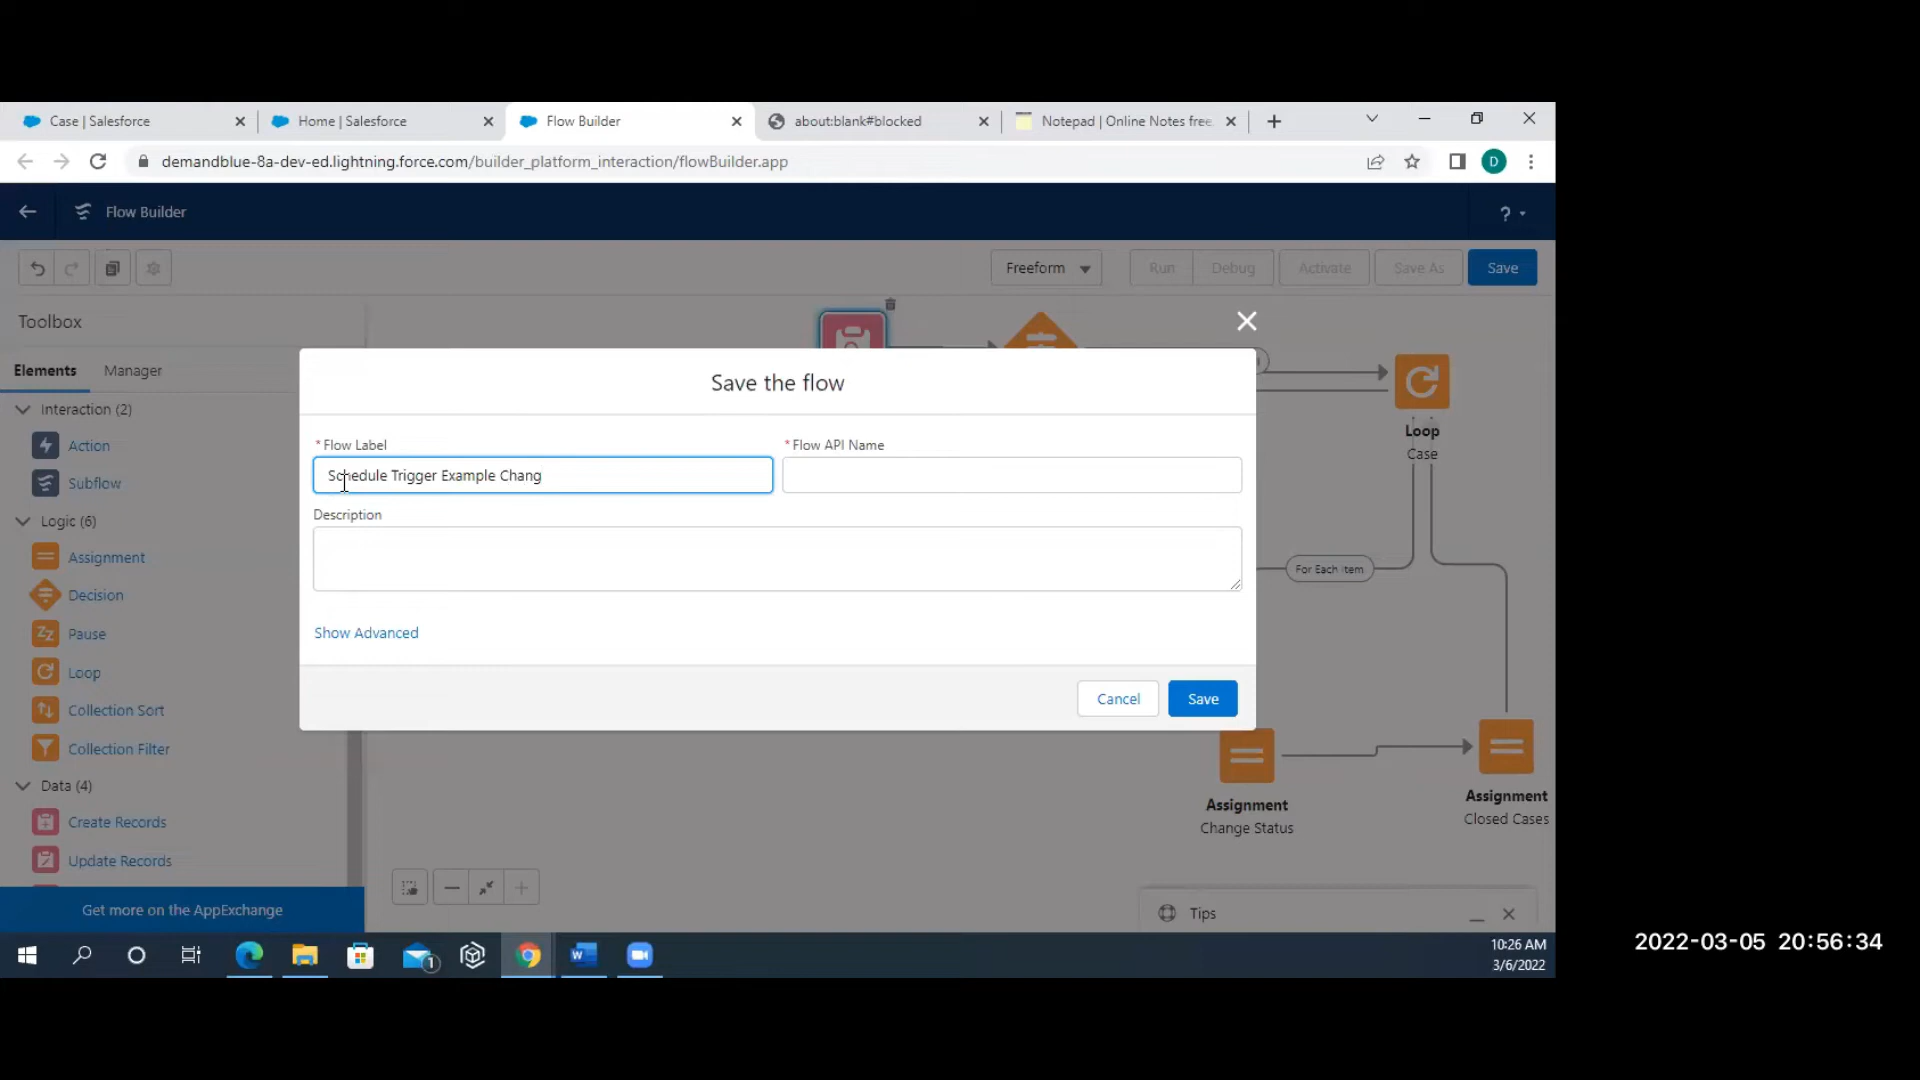 Case | Salesforce
Home | Salesforce
Flow Builder
about:blank#blocked
Notepad | Online Notes free
demandblue-8a-dev-ed.lightning.force.com/builder_platform_interaction/flowBuilder.app
D
Flow Builder
?
Freeform
Run
Debug
Activate
Save As
Save
Toolbox
Elements
Manager
Interaction (2)
Action
Subflow
Logic (6)
Assignment
Decision
Pause
Loop
Collection Sort
Collection Filter
Data (4)
Create Records
Update Records
Get more on the AppExchange
Save the flow
* Flow Label
* Flow API Name
Schedule Trigger Example Chang
Description
Show Advanced
Cancel
Save
Loop
Case
For Each Item
Assignment
Change Status
Assignment
Closed Cases
Tips
1
10:26 AM
3/6/2022
2022-03-05 20:56:34